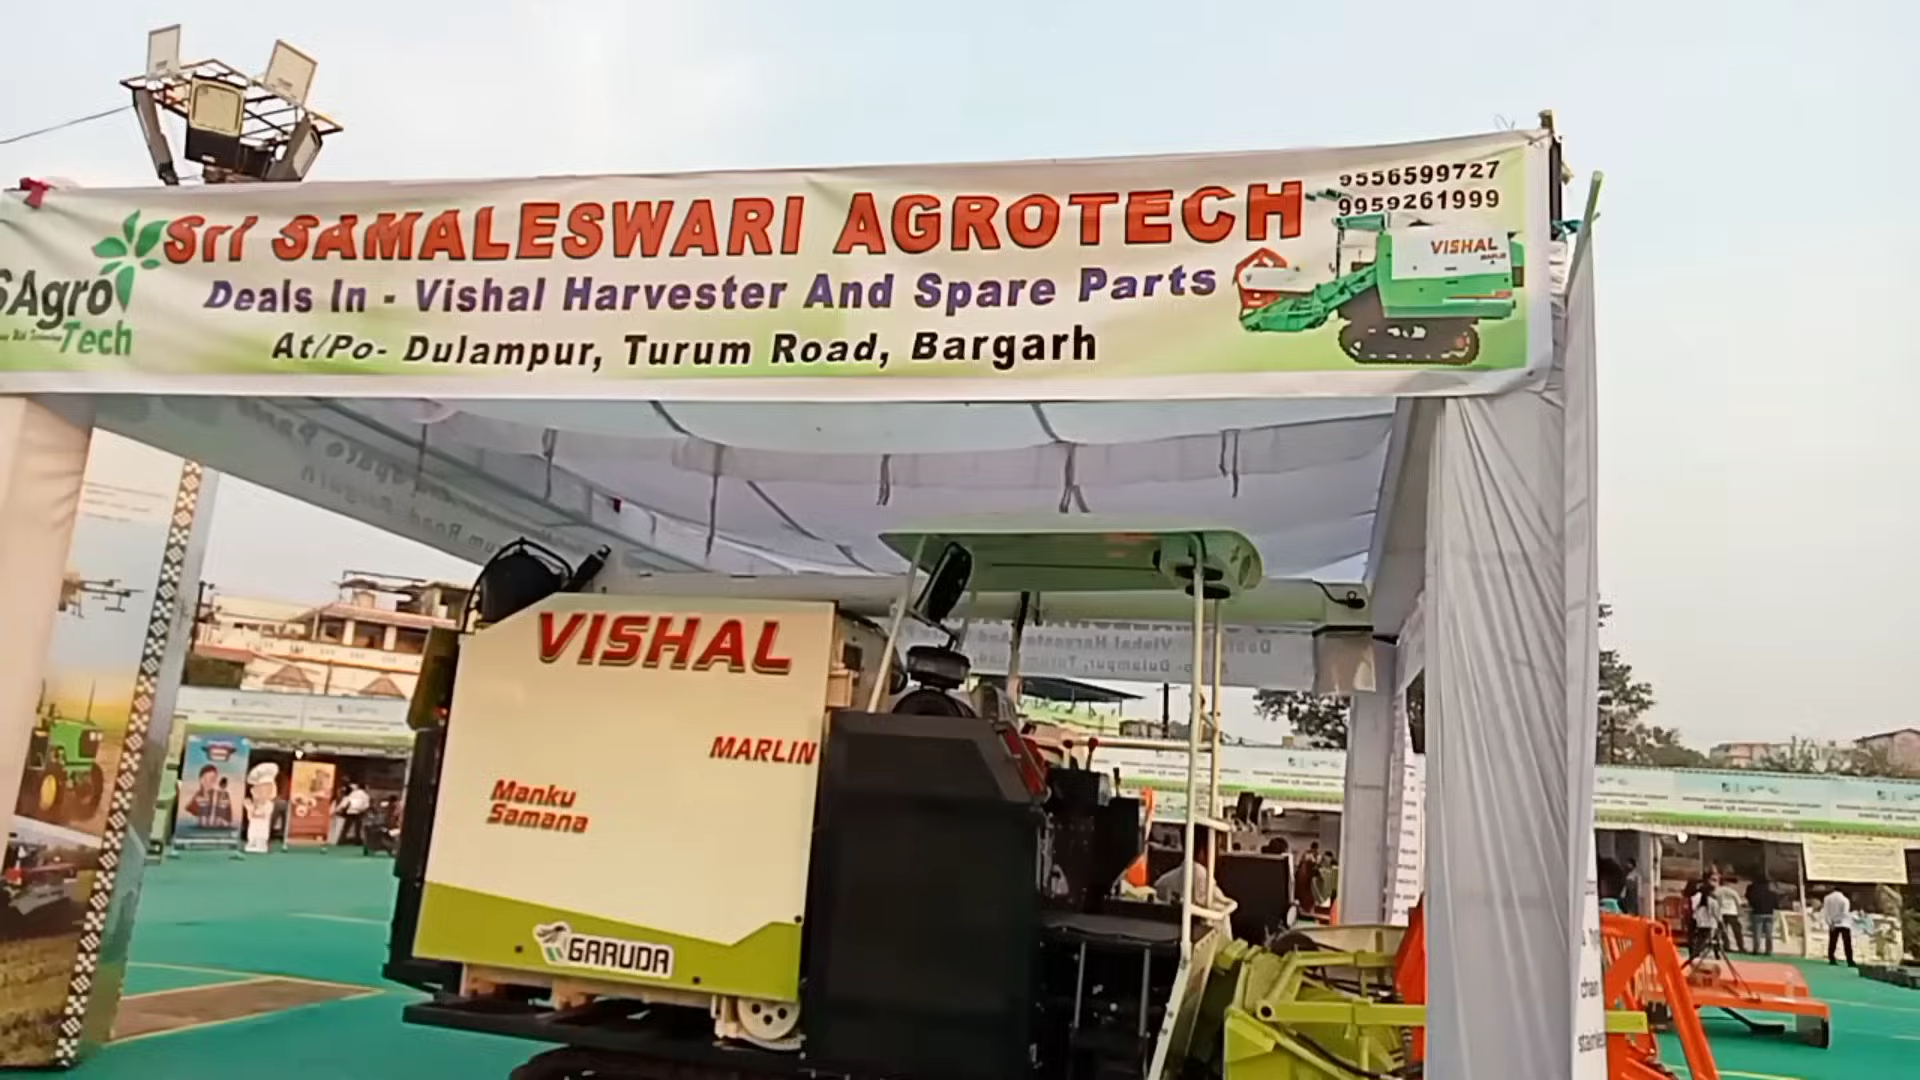 Sri SAMALESWARI AGROTECH
9556599727
9959261999
SAgro
Tech
Deals In - Vishal Harvester And Spare Parts
At/Po- Dulampur, Turum Road, Bargarh
VISHAL
VISHAL
MARLIN
Manku
Samana
GARUDA